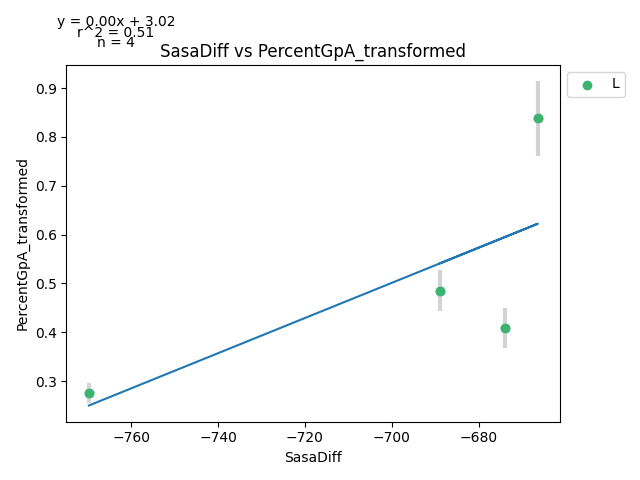 y = 0.00x + 3.02
r^2 = 0.51
n = 4
SasaDiff vs PercentGpA_transformed
L
PercentGpA_transformed
0.9
0.8
0.7
0.6
0.5
0.4
0.3
−760
−740
−720
−700
−680
SasaDiff